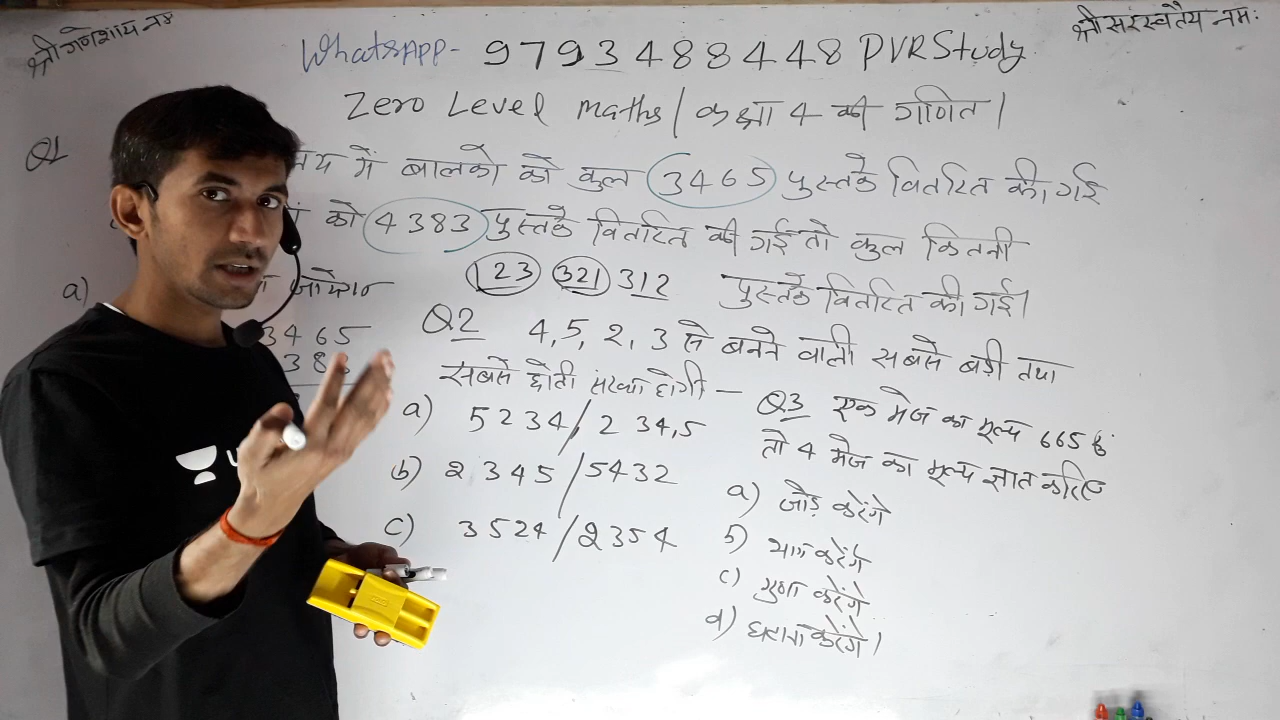 श्री गणेशाय नमः
श्री सरस्वतैय नमः
WhatsApp- 9793488448 PVR Study
Zero Level maths / कक्षा 4 की गणित।
Q1
में बालको को कुल 3465 पुस्तके वितरित की गई
को 4383 पुस्तके वितरित की गई तो कुल कितनी
123 321 312 पुस्तके वितरित की गई।
a)
3465
38
Q2 4, 5, 2, 3 से बनने वाली सबसे बड़ी तथा
सबसे छोटी संख्या होगी —
a) 5234 / 234,5
b) 2345 / 5432
c) 3524 / 2354
Q3 एक मेज का मूल्य 665 है
तो 4 मेज का मूल्य ज्ञात करिए
a) जोड़ करेंगे
b) भाग करेंगे
c) गुणा करेंगे
d) घटाना करेंगे।